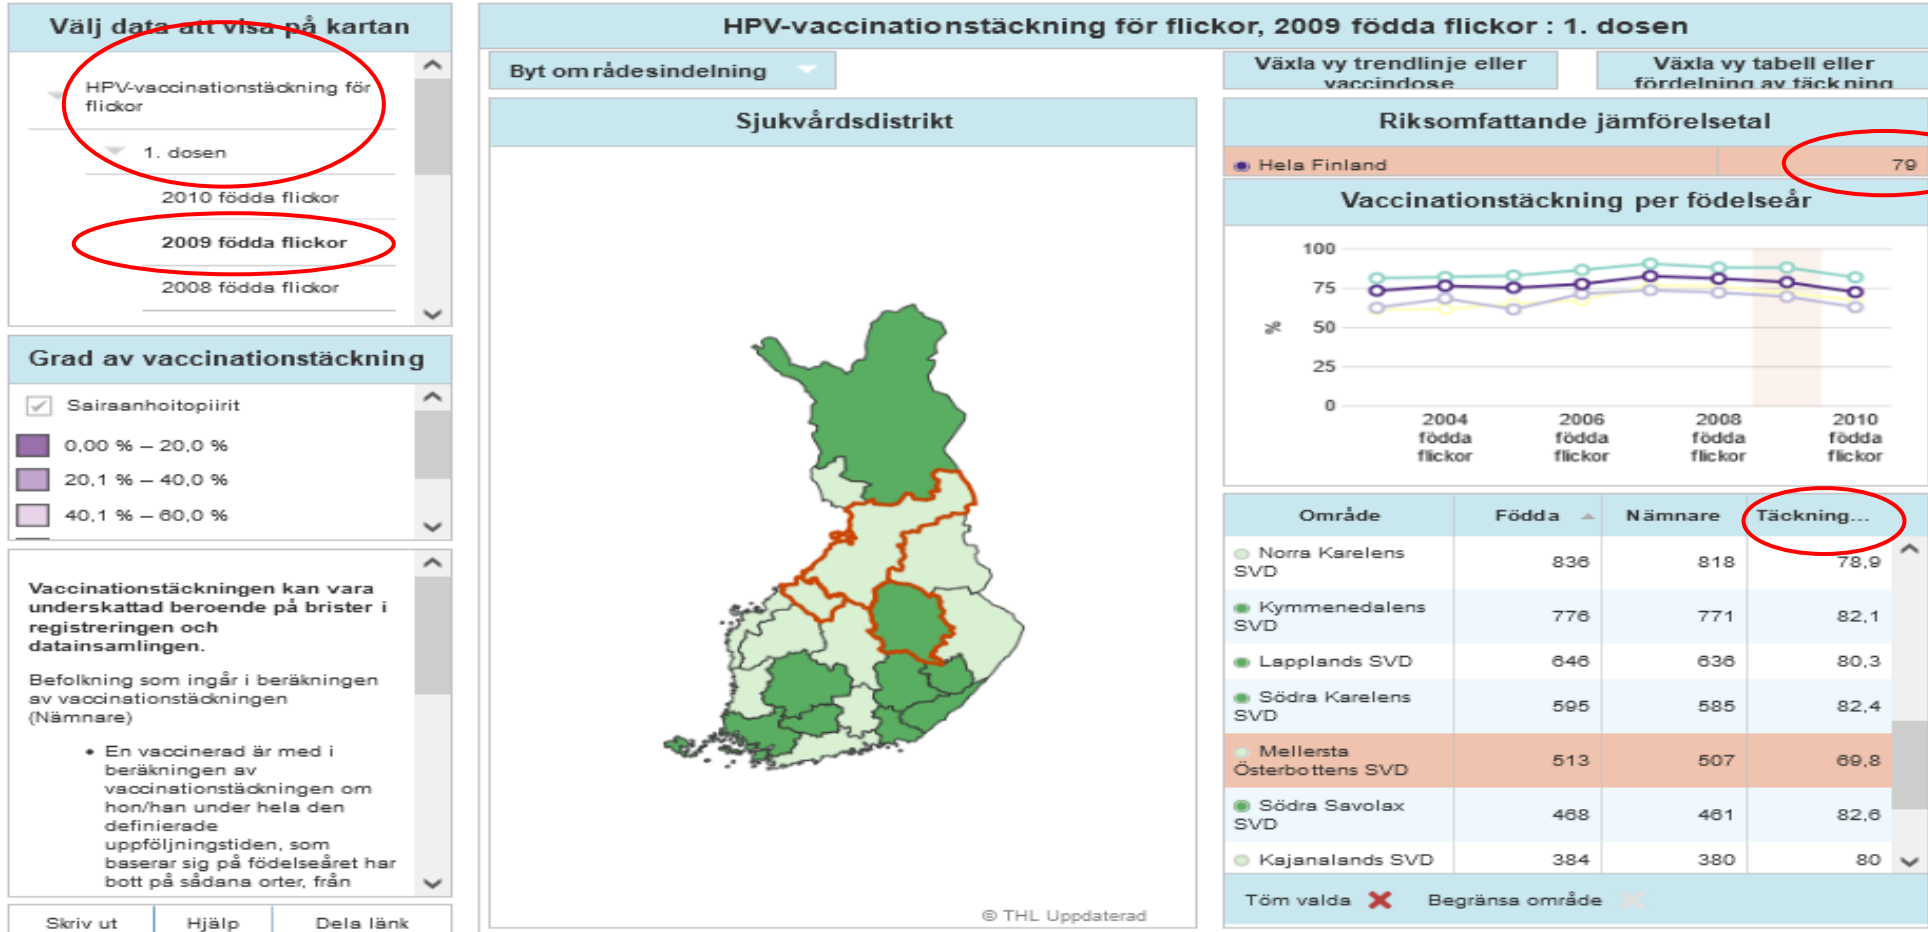 Välj data att visa på kartan
HPV-vaccinationstäckning för
flickor
1. dosen
2010 födda flickor
2009 födda flickor
2008 födda flickor
Grad av vaccinationstäckning
Sairaanhoitopiirit
0,00 % – 20,0 %
20,1 % – 40,0 %
40,1 % – 60,0 %
Vaccinationstäckningen kan vara
underskattad beroende på brister i
registreringen och
datainsamlingen.
Befolkning som ingår i beräkningen
av vaccinationstäckningen
(Nämnare)
• En vaccinerad är med i
beräkningen av
vaccinationstäckningen om
hon/han under hela den
definierade
uppföljningstiden, som
baserar sig på födelseåret har
bott på sådana orter, från
Skriv ut Hjälp Dela länk
HPV-vaccinationstäckning för flickor, 2009 födda flickor : 1. dosen
Byt områdesindelning
Sjukvårdsdistrikt
© THL Uppdaterad
Växla vy trendlinje eller
vaccindose
Växla vy tabell eller
fördelning av täckning
Riksomfattande jämförelsetal
Hela Finland 79
Vaccinationstäckning per födelseår
100
75
50
25
0
%
2004 2006 2008 2010
födda födda födda födda
flickor flickor flickor flickor
Område Födda Nämnare Täckning...
Norra Karelens
SVD 836 818 78,9
Kymmenedalens
SVD 776 771 82,1
Lapplands SVD 646 636 80,3
Södra Karelens
SVD 595 585 82,4
Mellersta
Österbottens SVD 513 507 69,8
Södra Savolax
SVD 468 461 82,6
Kajanalands SVD 384 380 80
Töm valda Begränsa område